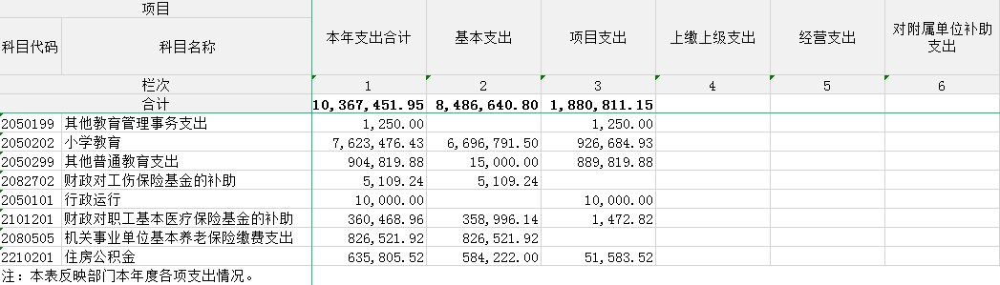 项目 本年支出合计 基本支出 项目支出 上缴上级支出 经营支出 对附属单位补助支出
科目代码 科目名称
栏次 1 2 3 4 5 6
合计 10,367,451.95 8,486,640.80 1,880,811.15
2050199 其他教育管理事务支出 1,250.00 1,250.00
2050202 小学教育 7,623,476.43 6,696,791.50 926,684.93
2050299 其他普通教育支出 904,819.88 15,000.00 889,819.88
2082702 财政对工伤保险基金的补助 5,109.24 5,109.24
2050101 行政运行 10,000.00 10,000.00
2101201 财政对职工基本医疗保险基金的补助 360,468.96 358,996.14 1,472.82
2080505 机关事业单位基本养老保险缴费支出 826,521.92 826,521.92
2210201 住房公积金 635,805.52 584,222.00 51,583.52
注：本表反映部门本年度各项支出情况。